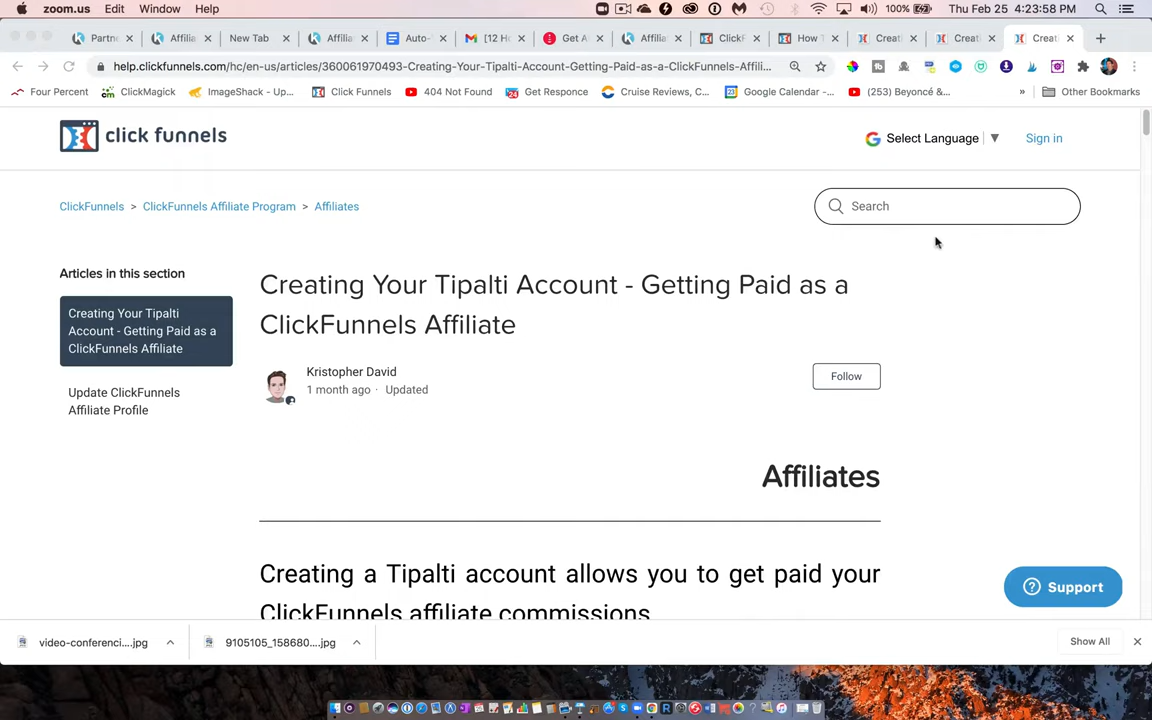 zoom.us Edit Window Help 100% Thu Feb 25 4:23:58 PM
Partn Affilia New Tab Affilia Auto- [12 H Get A Affilia ClickF How T Creati Creati Creati
help.clickfunnels.com/hc/en-us/articles/360061970493-Creating-Your-Tipalti-Account-Getting-Paid-as-a-ClickFunnels-Affili...
Four Percent ClickMagick ImageShack - Up... Click Funnels 404 Not Found Get Responce Cruise Reviews, C... Google Calendar -... (253) Beyoncé &... » Other Bookmarks
click funnels
Select Language ▼ Sign in
ClickFunnels > ClickFunnels Affiliate Program > Affiliates
Search
Articles in this section
Creating Your Tipalti
Account - Getting Paid as a
ClickFunnels Affiliate
Update ClickFunnels
Affiliate Profile
Creating Your Tipalti Account - Getting Paid as a
ClickFunnels Affiliate
Kristopher David
1 month ago · Updated
Follow
Affiliates
Creating a Tipalti account allows you to get paid your
ClickFunnels affiliate commissions
Support
video-conferenci....jpg 9105105_158680....jpg Show All